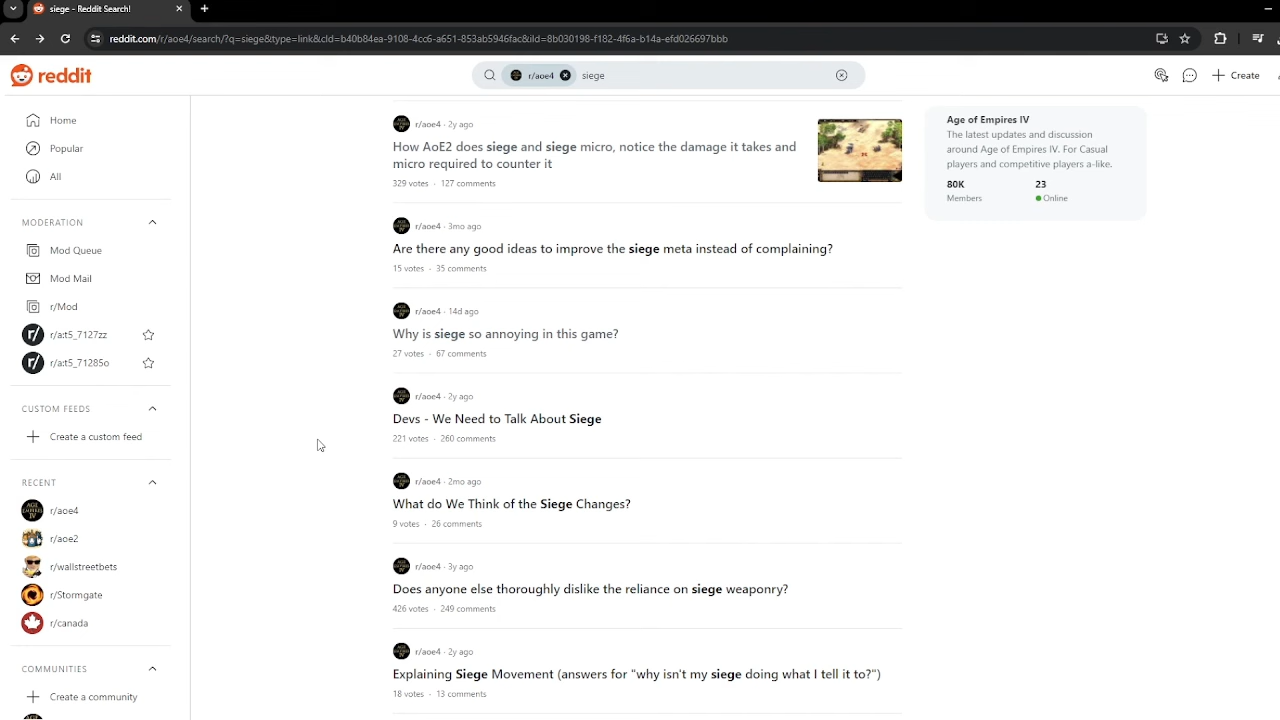 siege - Reddit Search!
reddit.com/r/aoe4/search/?q=siege&type=link&cId=b40b84ea-9108-4cc6-a651-853ab5946fac&iId=8b030198-f182-4f6a-b14a-efd026697bbb
reddit
r/aoe4
siege
Create
Home
Popular
All
MODERATION
Mod Queue
Mod Mail
r/Mod
r/a:t5_7127zz
r/a:t5_71285o
CUSTOM FEEDS
Create a custom feed
RECENT
r/aoe4
r/aoe2
r/wallstreetbets
r/Stormgate
r/canada
COMMUNITIES
Create a community
r/aoe4 · 2y ago
How AoE2 does siege and siege micro, notice the damage it takes and
micro required to counter it
329 votes · 127 comments
r/aoe4 · 3mo ago
Are there any good ideas to improve the siege meta instead of complaining?
15 votes · 35 comments
r/aoe4 · 14d ago
Why is siege so annoying in this game?
27 votes · 67 comments
r/aoe4 · 2y ago
Devs - We Need to Talk About Siege
221 votes · 260 comments
r/aoe4 · 2mo ago
What do We Think of the Siege Changes?
9 votes · 26 comments
r/aoe4 · 3y ago
Does anyone else thoroughly dislike the reliance on siege weaponry?
426 votes · 249 comments
r/aoe4 · 2y ago
Explaining Siege Movement (answers for "why isn't my siege doing what I tell it to?")
18 votes · 13 comments
Age of Empires IV
The latest updates and discussion
around Age of Empires IV. For Casual
players and competitive players a-like.
80K 23
Members Online